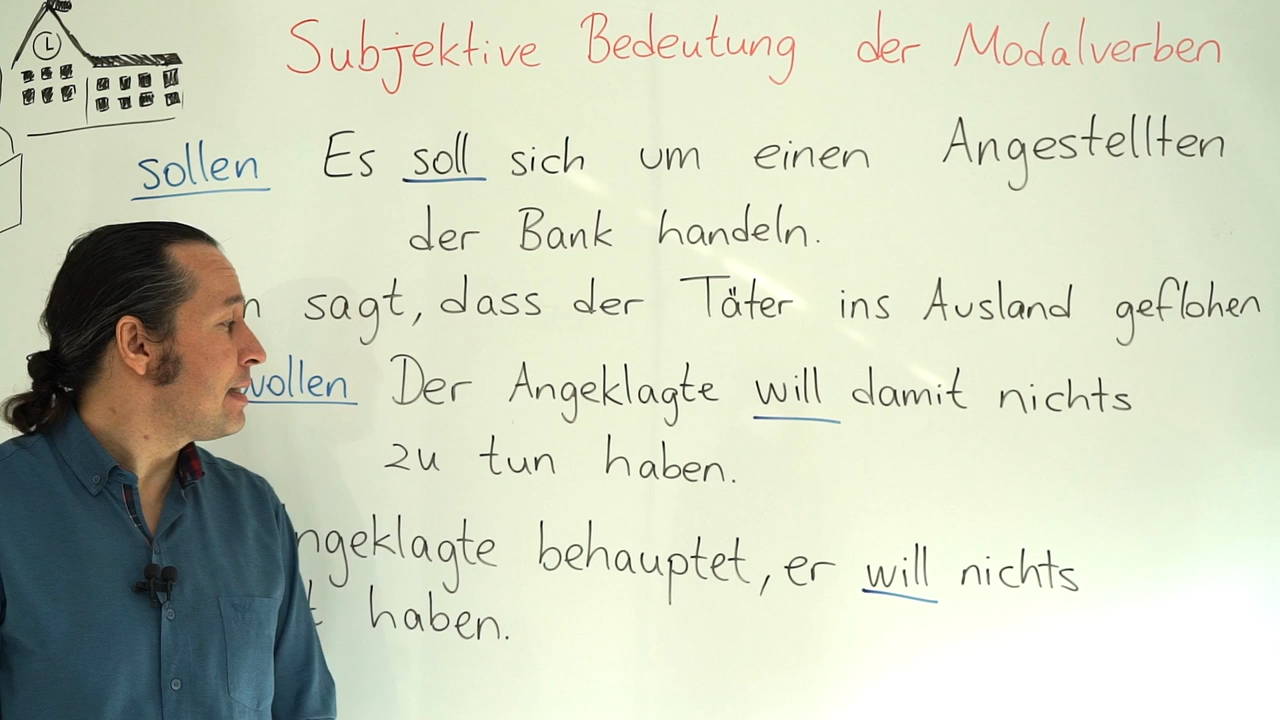 Subjektive Bedeutung der Modalverben
sollen Es soll sich um einen Angestellten
der Bank handeln.
sagt, dass der Täter ins Ausland geflohen
wollen Der Angeklagte will damit nichts
zu tun haben.
ngeklagte behauptet, er will nichts
haben.